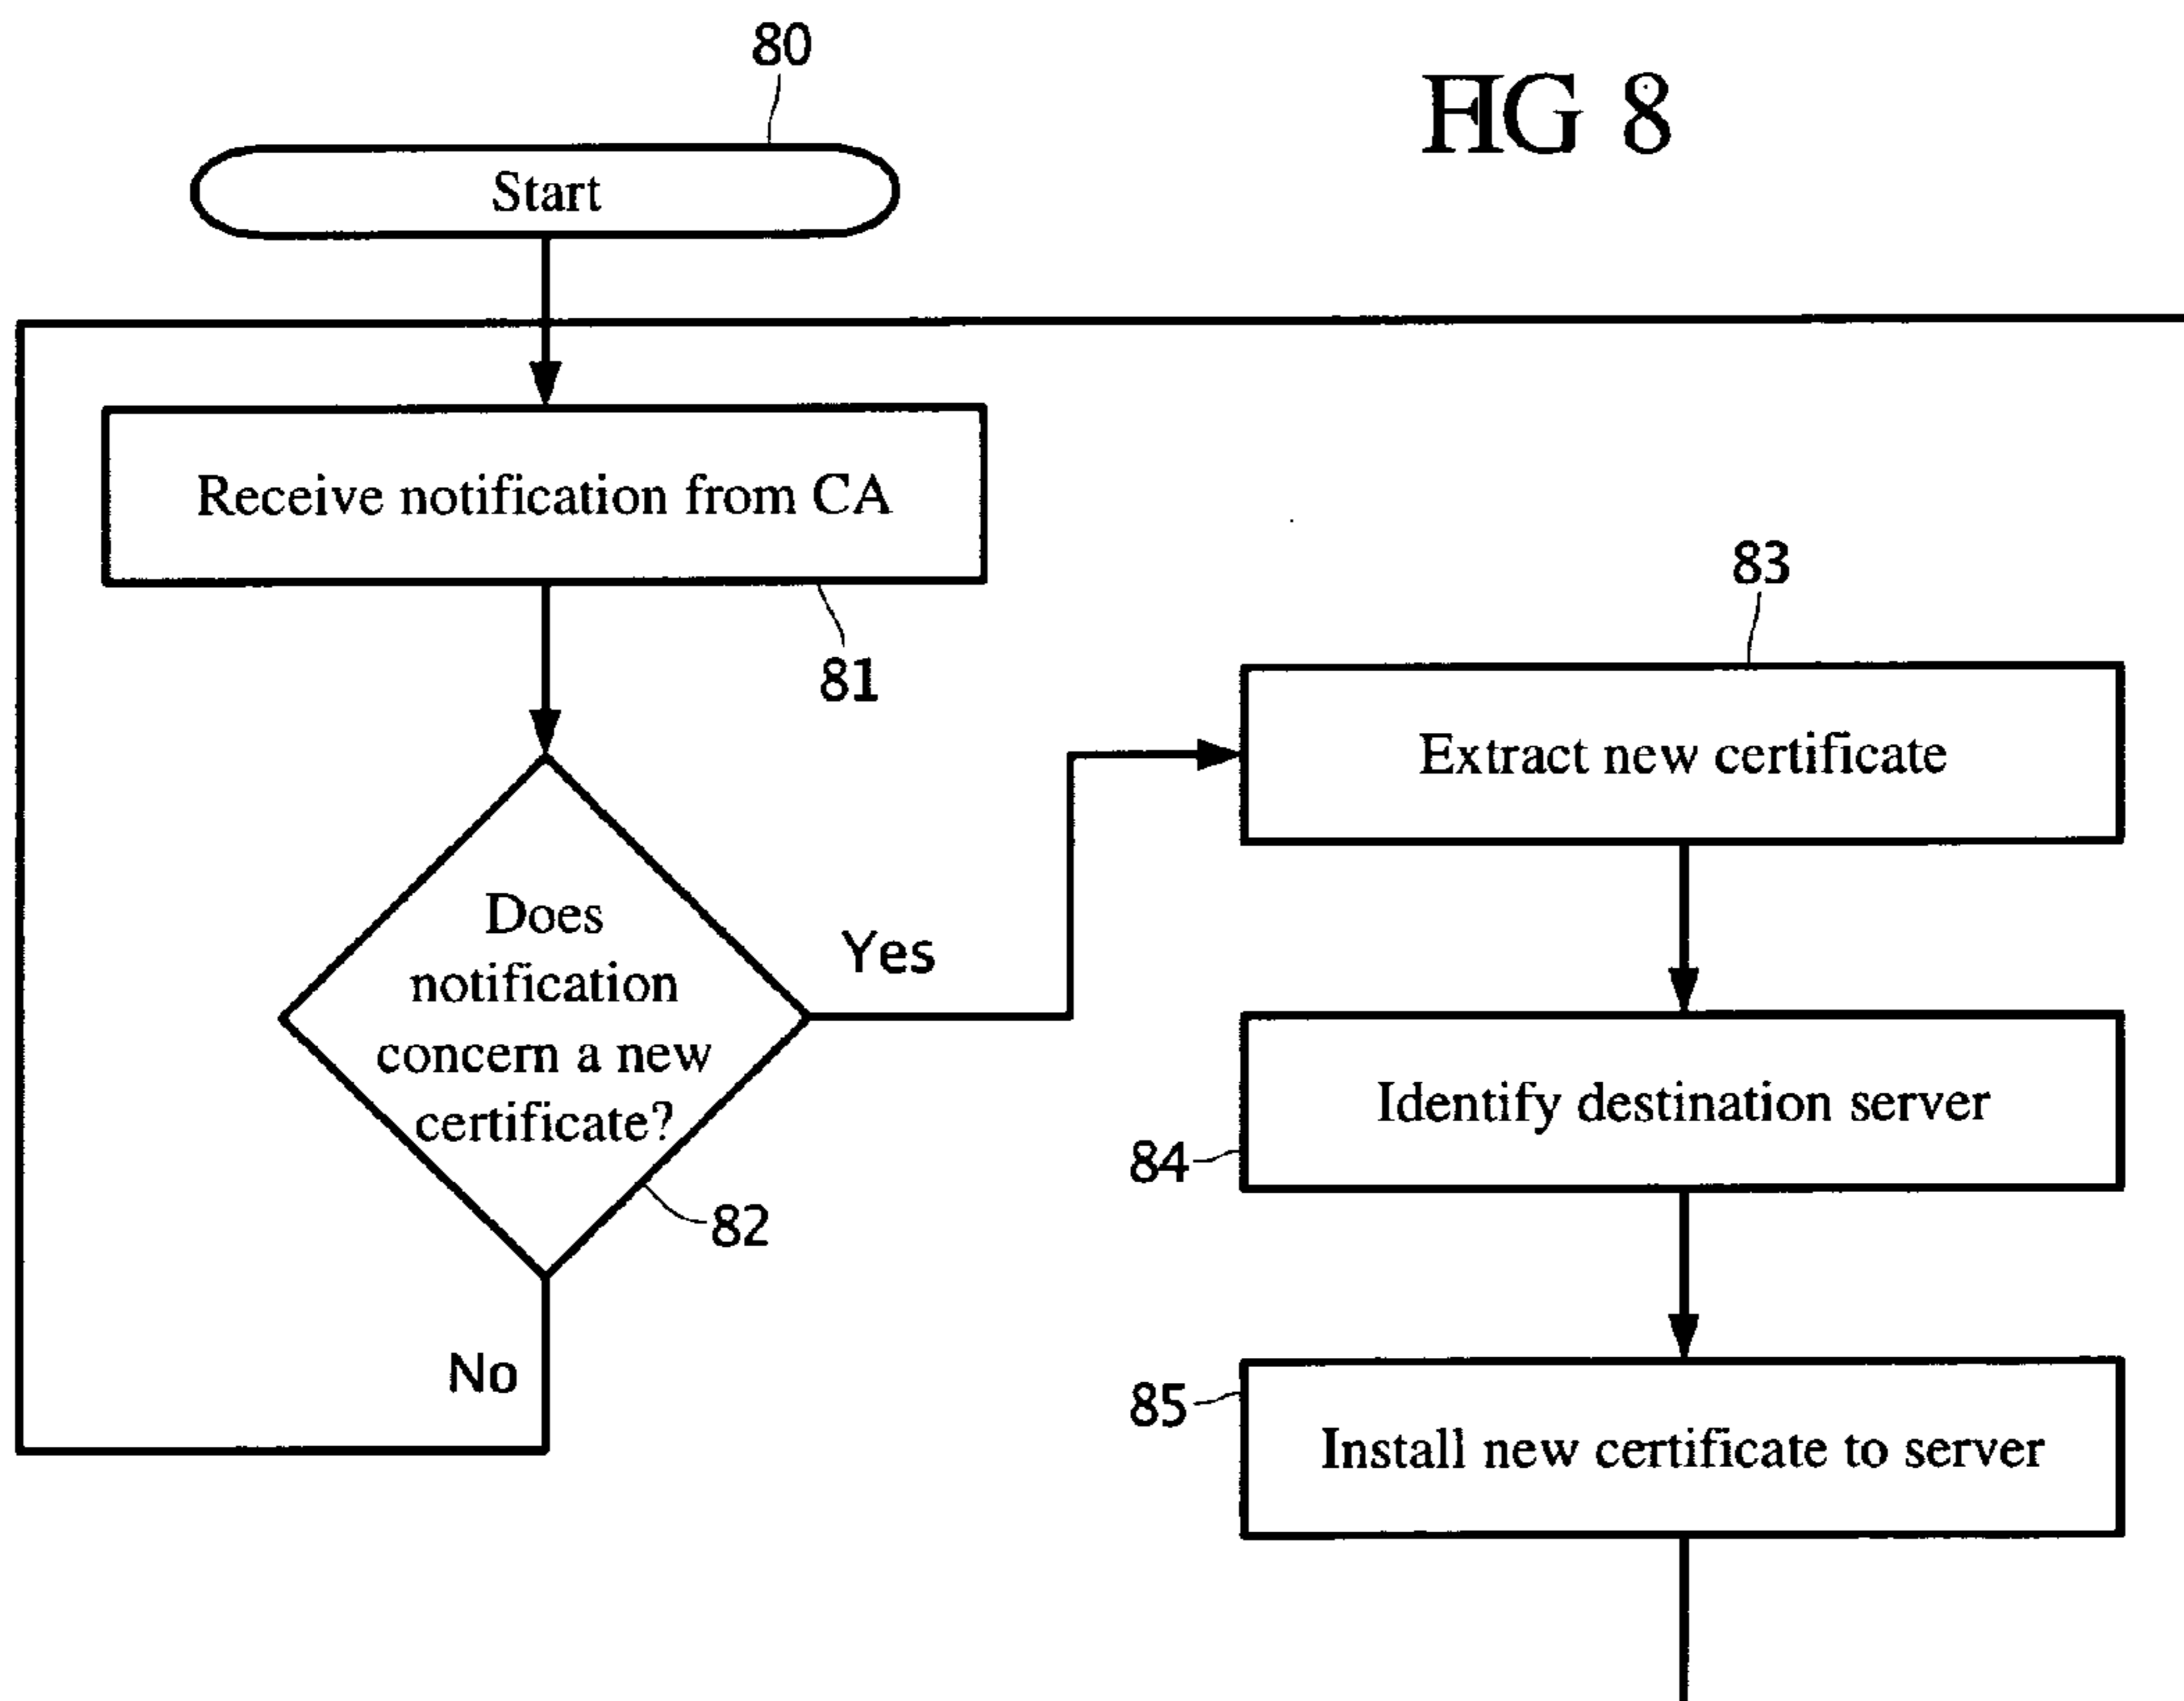 80
FIG 8
Start
Receive notification from CA
81
83
Extract new certificate
Does
notification
concern a new
certificate?
Yes
82
No
84
Identify destination server
85
Install new certificate to server